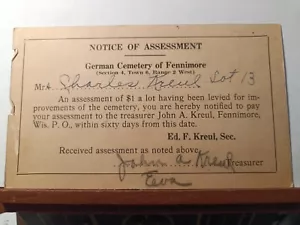 NOTICE OF ASSESSMENT
German Cemetery of Fennimore
(Section 4, Town 6, Range 2 West)
Mr. Charles Kreul Lot 13
An assessment of $1 a lot having been levied for im-
provements of the cemetery, you are hereby notified to pay
your assessment to the treasurer John A. Kreul, Fennimore,
Wis. P. O., within sixty days from this date.
Ed. F. Kreul, Sec.
Received assessment as noted above.
John A. Kreul Treasurer